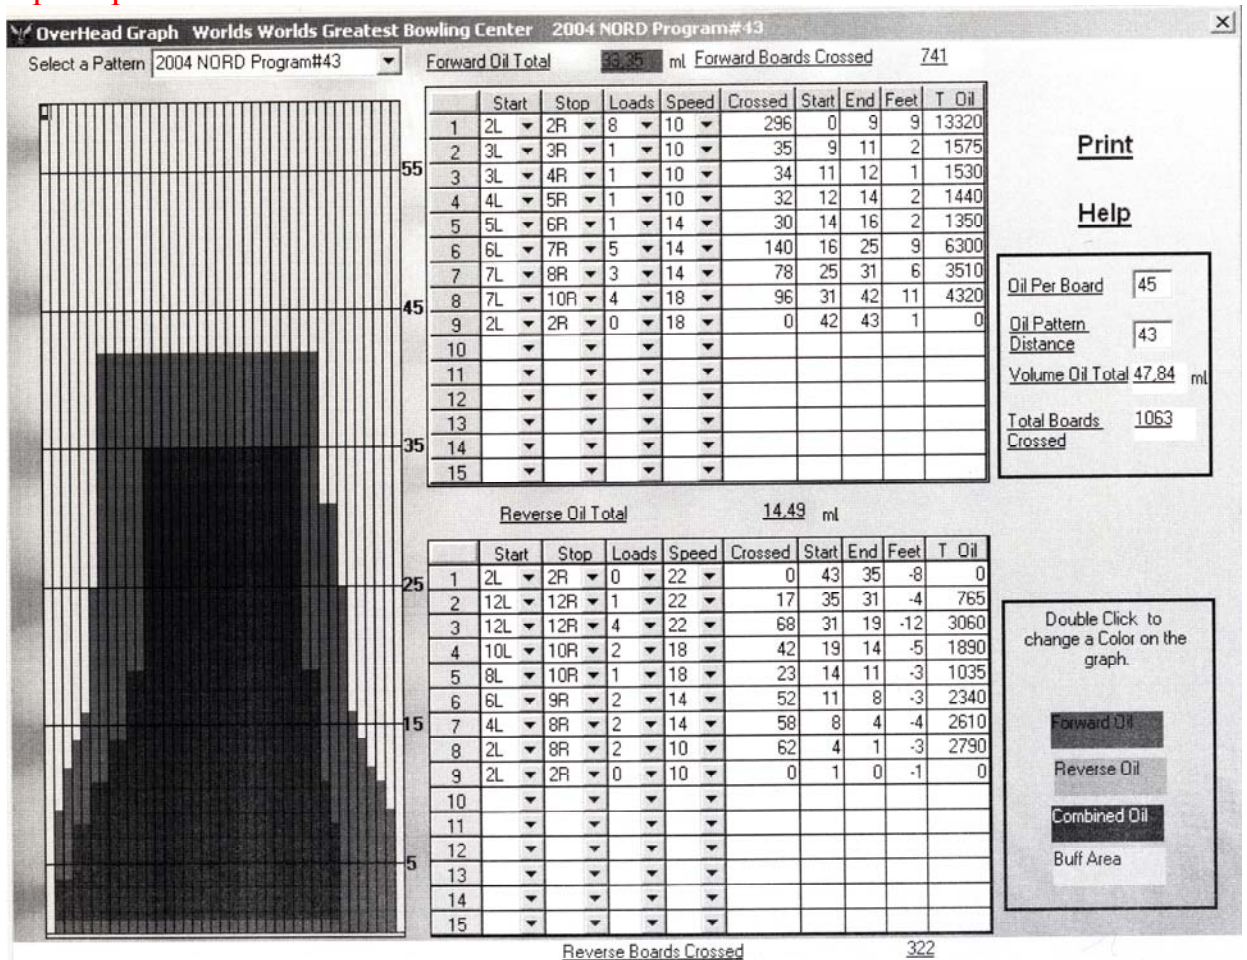 OverHead Graph Worlds Worlds Greatest Bowling Center 2004 NORD Program#43
Select a Pattern 2004 NORD Program#43
Forward Oil Total 33,35 ml Forward Boards Crossed 741
Start Stop Loads Speed Crossed Start End Feet T Oil
1 2L 2R 8 10 296 0 9 9 13320
2 3L 3R 1 10 35 9 11 2 1575
3 3L 4R 1 10 34 11 12 1 1530
4 4L 5R 1 10 32 12 14 2 1440
5 5L 6R 1 14 30 14 16 2 1350
6 6L 7R 5 14 140 16 25 9 6300
7 7L 8R 3 14 78 25 31 6 3510
8 7L 10R 4 18 96 31 42 11 4320
9 2L 2R 0 18 0 42 43 1 0
10
11
12
13
14
15
Reverse Oil Total 14,49 ml
Start Stop Loads Speed Crossed Start End Feet T Oil
1 2L 2R 0 22 0 43 35 -8 0
2 12L 12R 1 22 17 35 31 -4 765
3 12L 12R 4 22 68 31 19 -12 3060
4 10L 10R 2 18 42 19 14 -5 1890
5 8L 10R 1 18 23 14 11 -3 1035
6 6L 9R 2 14 52 11 8 -3 2340
7 4L 8R 2 14 58 8 4 -4 2610
8 2L 8R 2 10 62 4 1 -3 2790
9 2L 2R 0 10 0 1 0 -1 0
10
11
12
13
14
15
Reverse Boards Crossed 322
55
45
35
25
15
5
Print
Help
Oil Per Board 45
Oil Pattern
Distance 43
Volume Oil Total 47,84 ml
Total Boards 1063
Crossed
Double Click to
change a Color on the
graph.
Forward Oil
Reverse Oil
Combined Oil
Buff Area